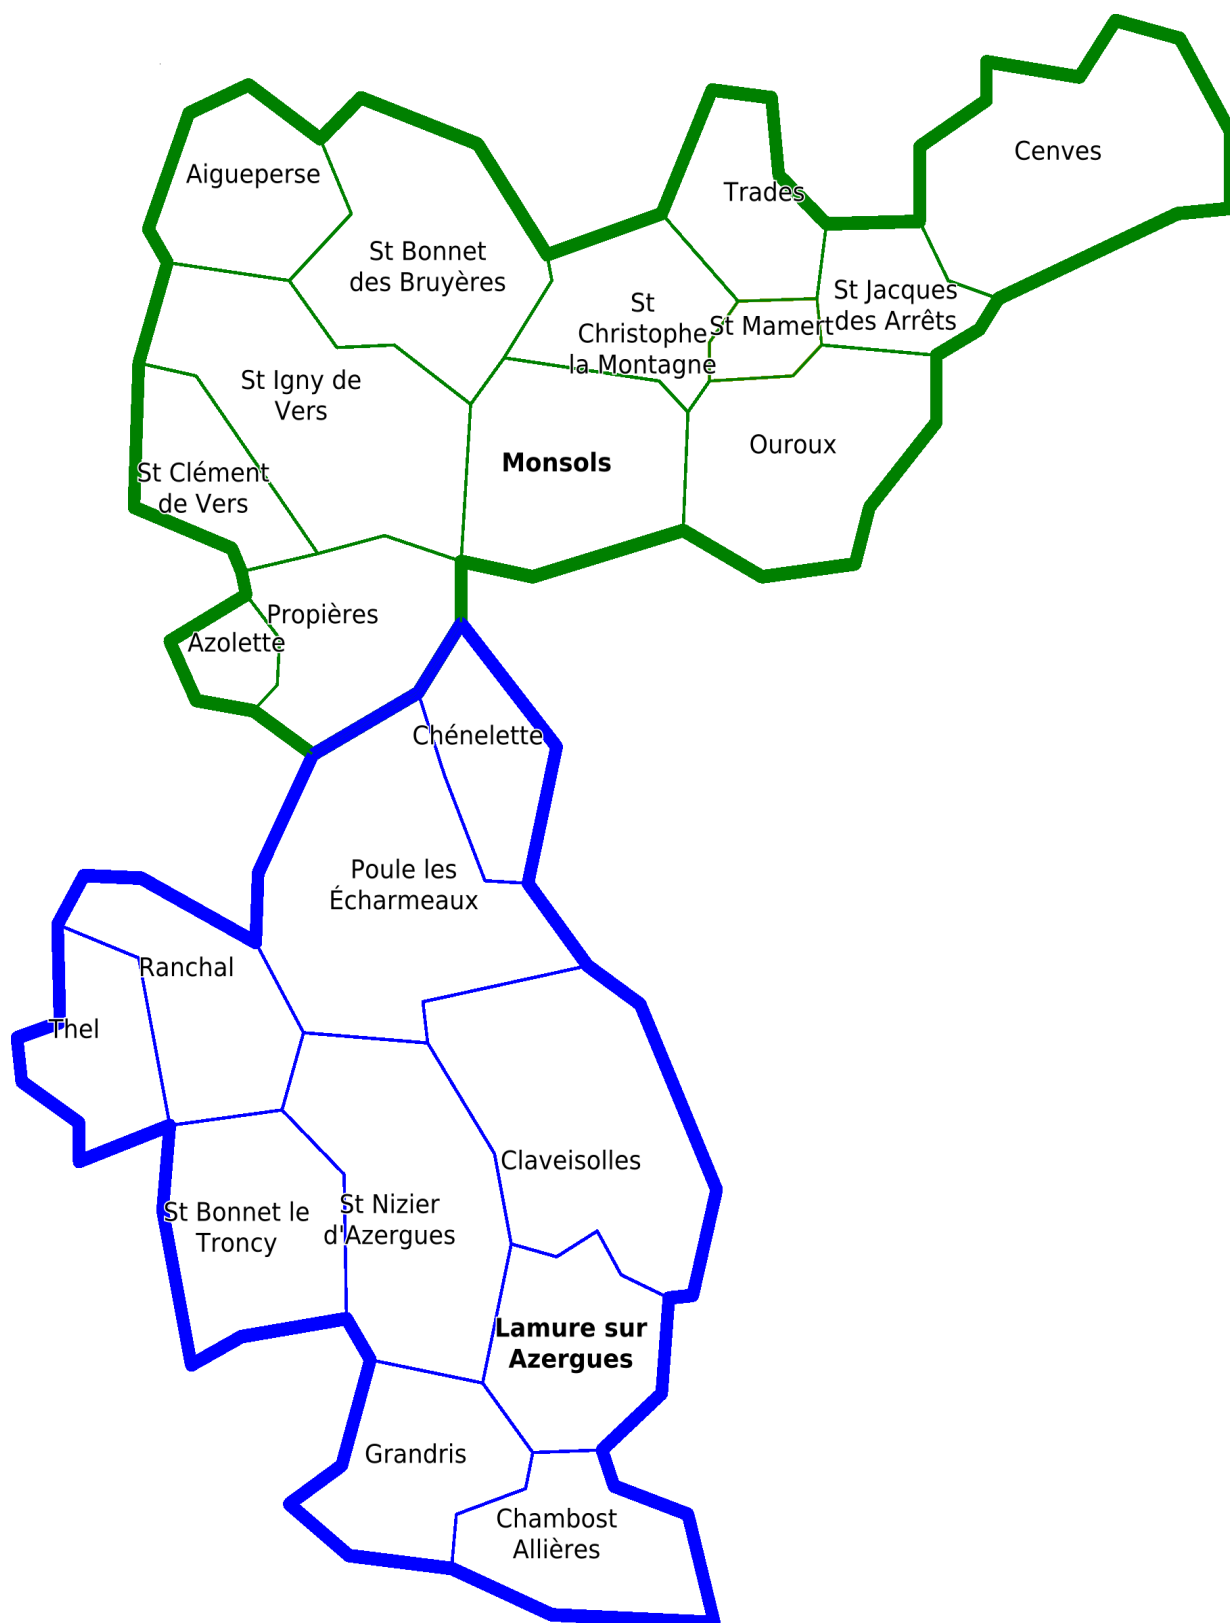 Cenves
Aigueperse
Trades
St Bonnet
des Bruyères
St Jacques
des Arrêts
St
Christophe
la Montagne
St Mamert
St Igny de
Vers
Ouroux
Monsols
St Clément
de Vers
Propières
Azolette
Chénelette
Poule les
Écharmeaux
Ranchal
Thel
Claveisolles
St Nizier
d'Azergues
St Bonnet le
Troncy
Lamure sur
Azergues
Grandris
Chambost
Allières